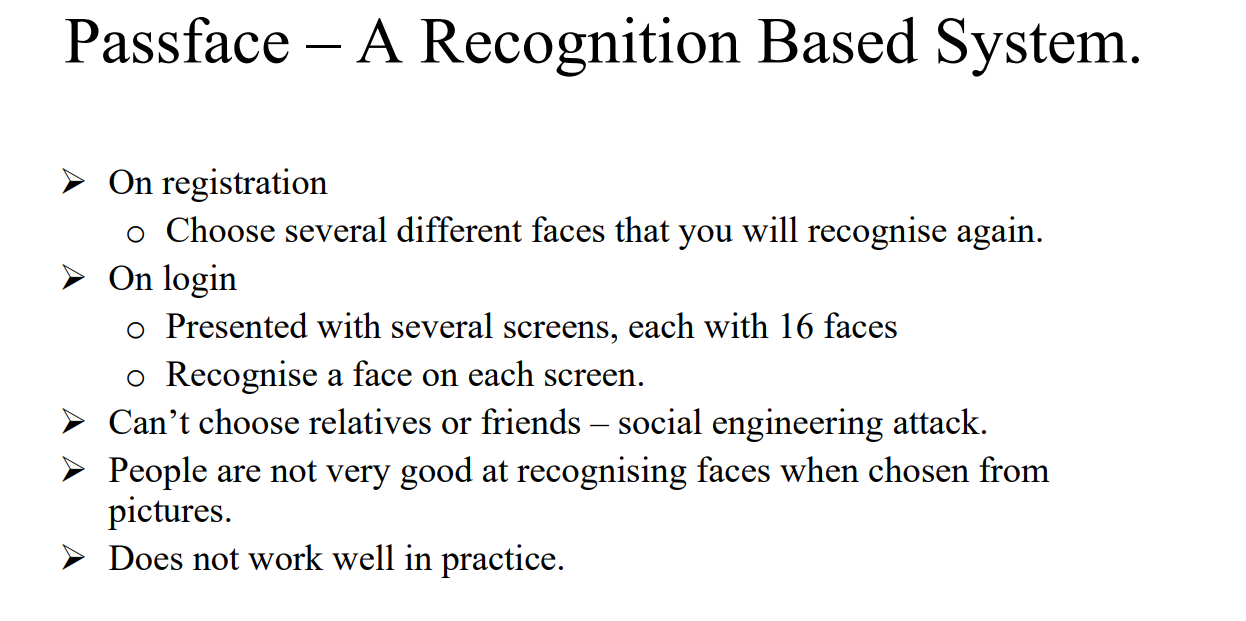 Passface – A Recognition Based System.
➢ On registration
o Choose several different faces that you will recognise again.
➢ On login
o Presented with several screens, each with 16 faces
o Recognise a face on each screen.
➢ Can’t choose relatives or friends – social engineering attack.
➢ People are not very good at recognising faces when chosen from
pictures.
➢ Does not work well in practice.